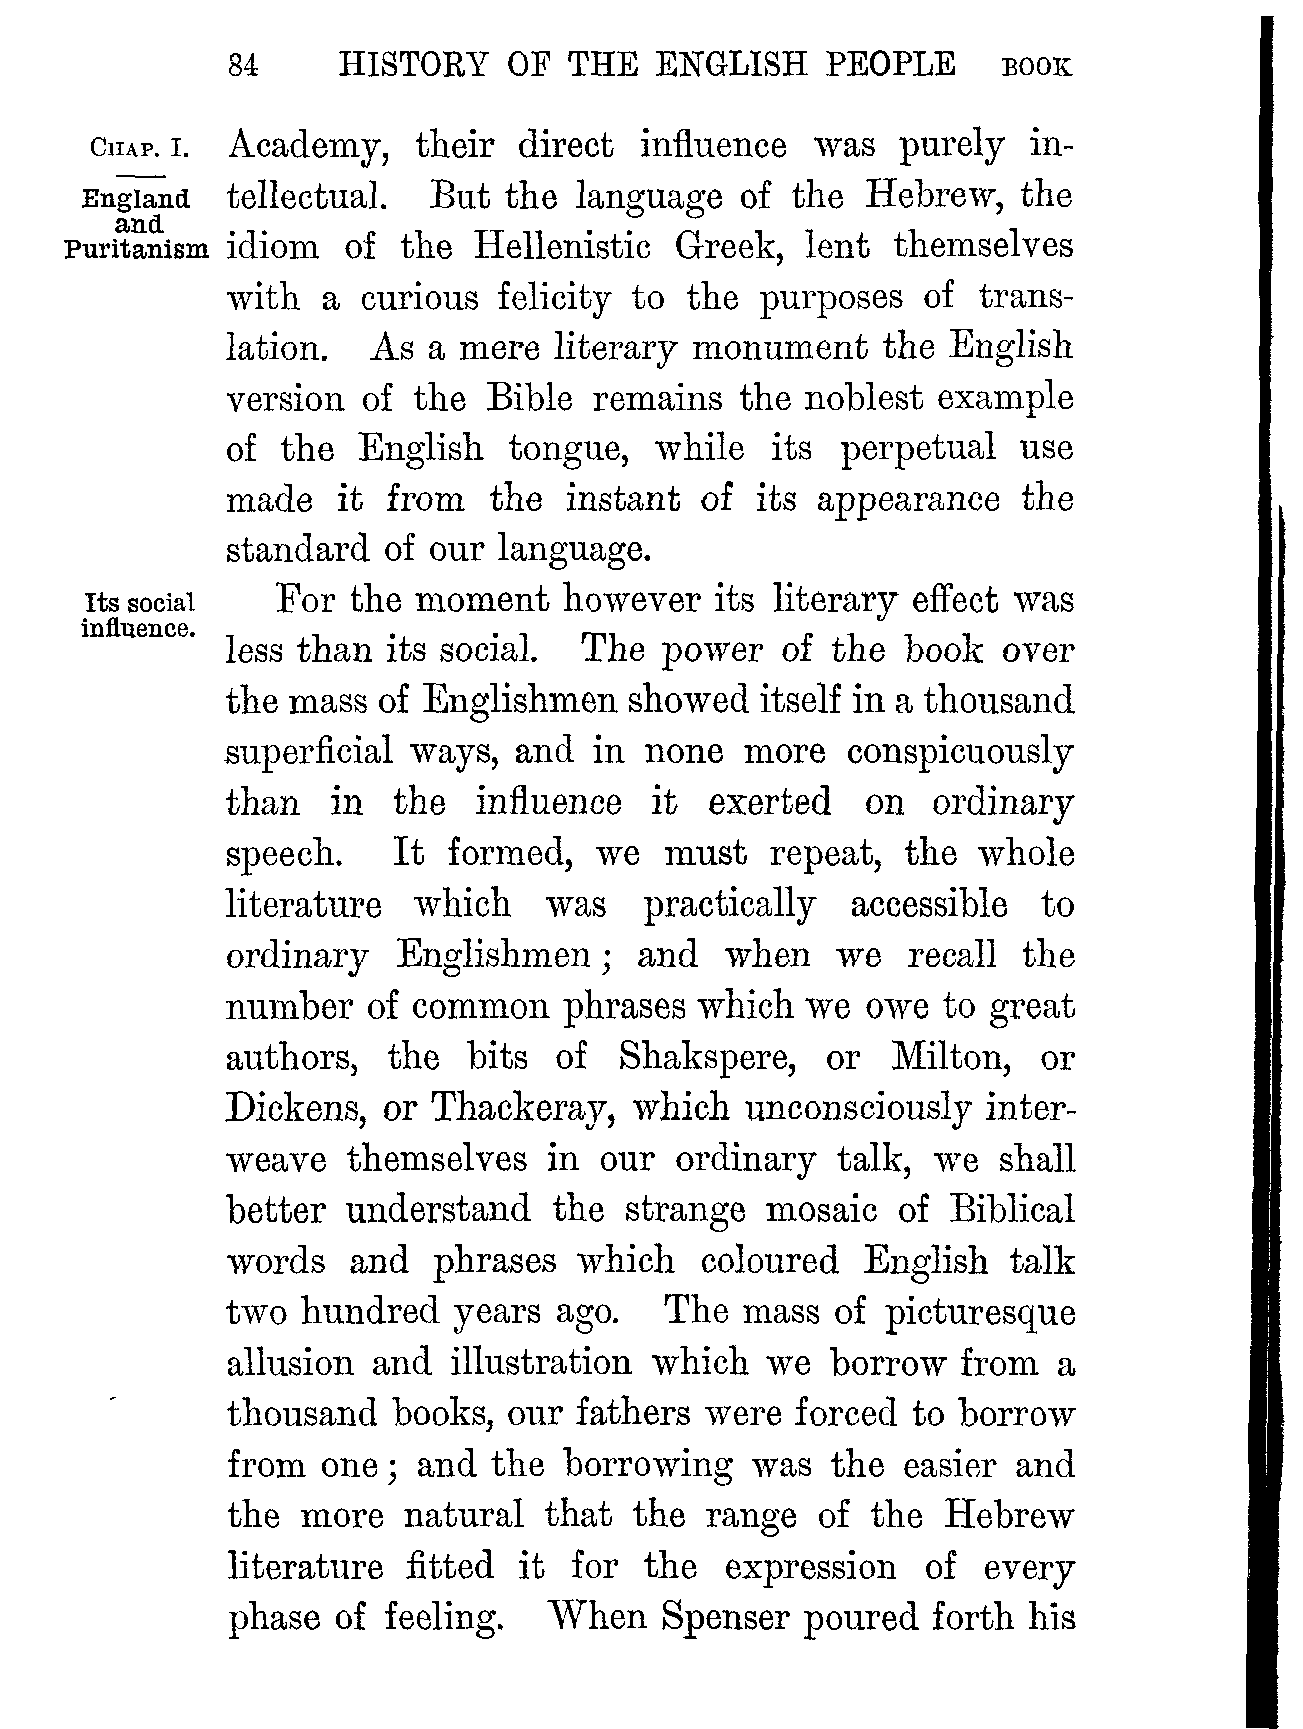 84 HISTORY OF THE ENGLISH PEOPLE BOOK
CHAP. I.
England
and
Puritanism
Academy, their direct influence was purely in-
tellectual. But the language of the Hebrew, the
idiom of the Hellenistic Greek, lent themselves
with a curious felicity to the purposes of trans-
lation. As a mere literary monument the English
version of the Bible remains the noblest example
of the English tongue, while its perpetual use
made it from the instant of its appearance the
standard of our language.
Its social
influence.
For the moment however its literary effect was
less than its social. The power of the book over
the mass of Englishmen showed itself in a thousand
superficial ways, and in none more conspicuously
than in the influence it exerted on ordinary
speech. It formed, we must repeat, the whole
literature which was practically accessible to
ordinary Englishmen; and when we recall the
number of common phrases which we owe to great
authors, the bits of Shakspere, or Milton, or
Dickens, or Thackeray, which unconsciously inter-
weave themselves in our ordinary talk, we shall
better understand the strange mosaic of Biblical
words and phrases which coloured English talk
two hundred years ago. The mass of picturesque
allusion and illustration which we borrow from a
thousand books, our fathers were forced to borrow
from one; and the borrowing was the easier and
the more natural that the range of the Hebrew
literature fitted it for the expression of every
phase of feeling. When Spenser poured forth his